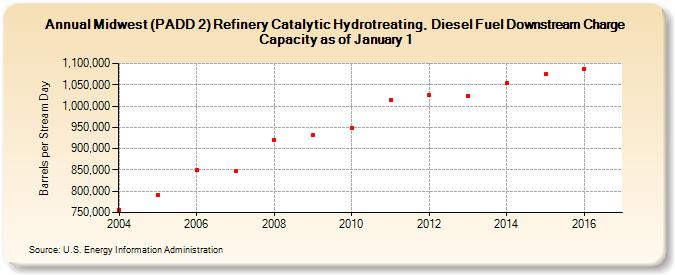 Annual Midwest (PADD 2) Refinery Catalytic Hydrotreating, Diesel Fuel Downstream Charge
Capacity as of January 1
Barrels per Stream Day
1,100,000
1,050,000
1,000,000
950,000
900,000
850,000
800,000
750,000
2004 2006 2008 2010 2012 2014 2016
Source: U.S. Energy Information Administration